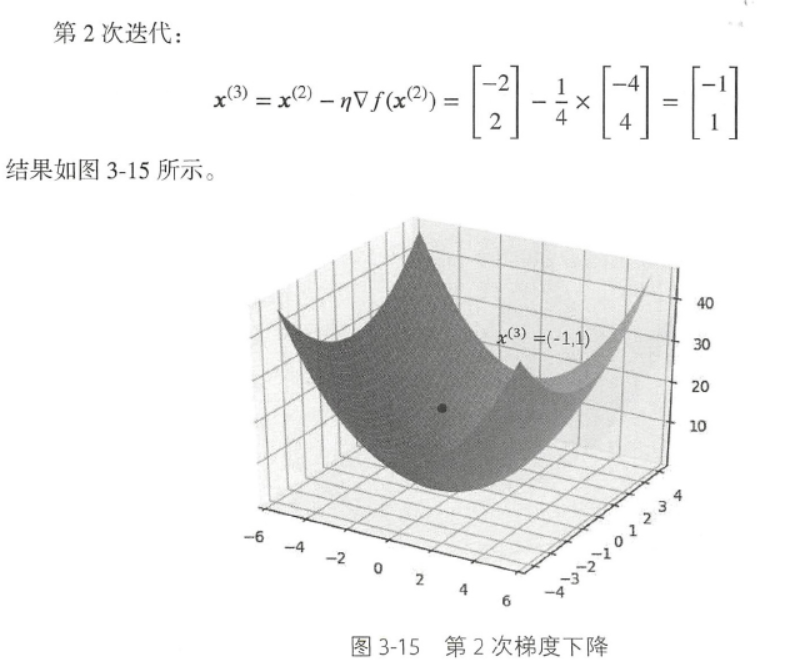 第 2 次迭代：
x^{(3)} = x^{(2)} − η∇f(x^{(2)}) = [−2 2] − 1/4 × [−4 4] = [−1 1]
结果如图 3-15 所示。
x^{(3)} =(-1,1)
40
30
20
10
−6 −4 −2 0 2 4 6
−4 −3 −2 −1 0 1 2 3 4
图 3-15 第 2 次梯度下降